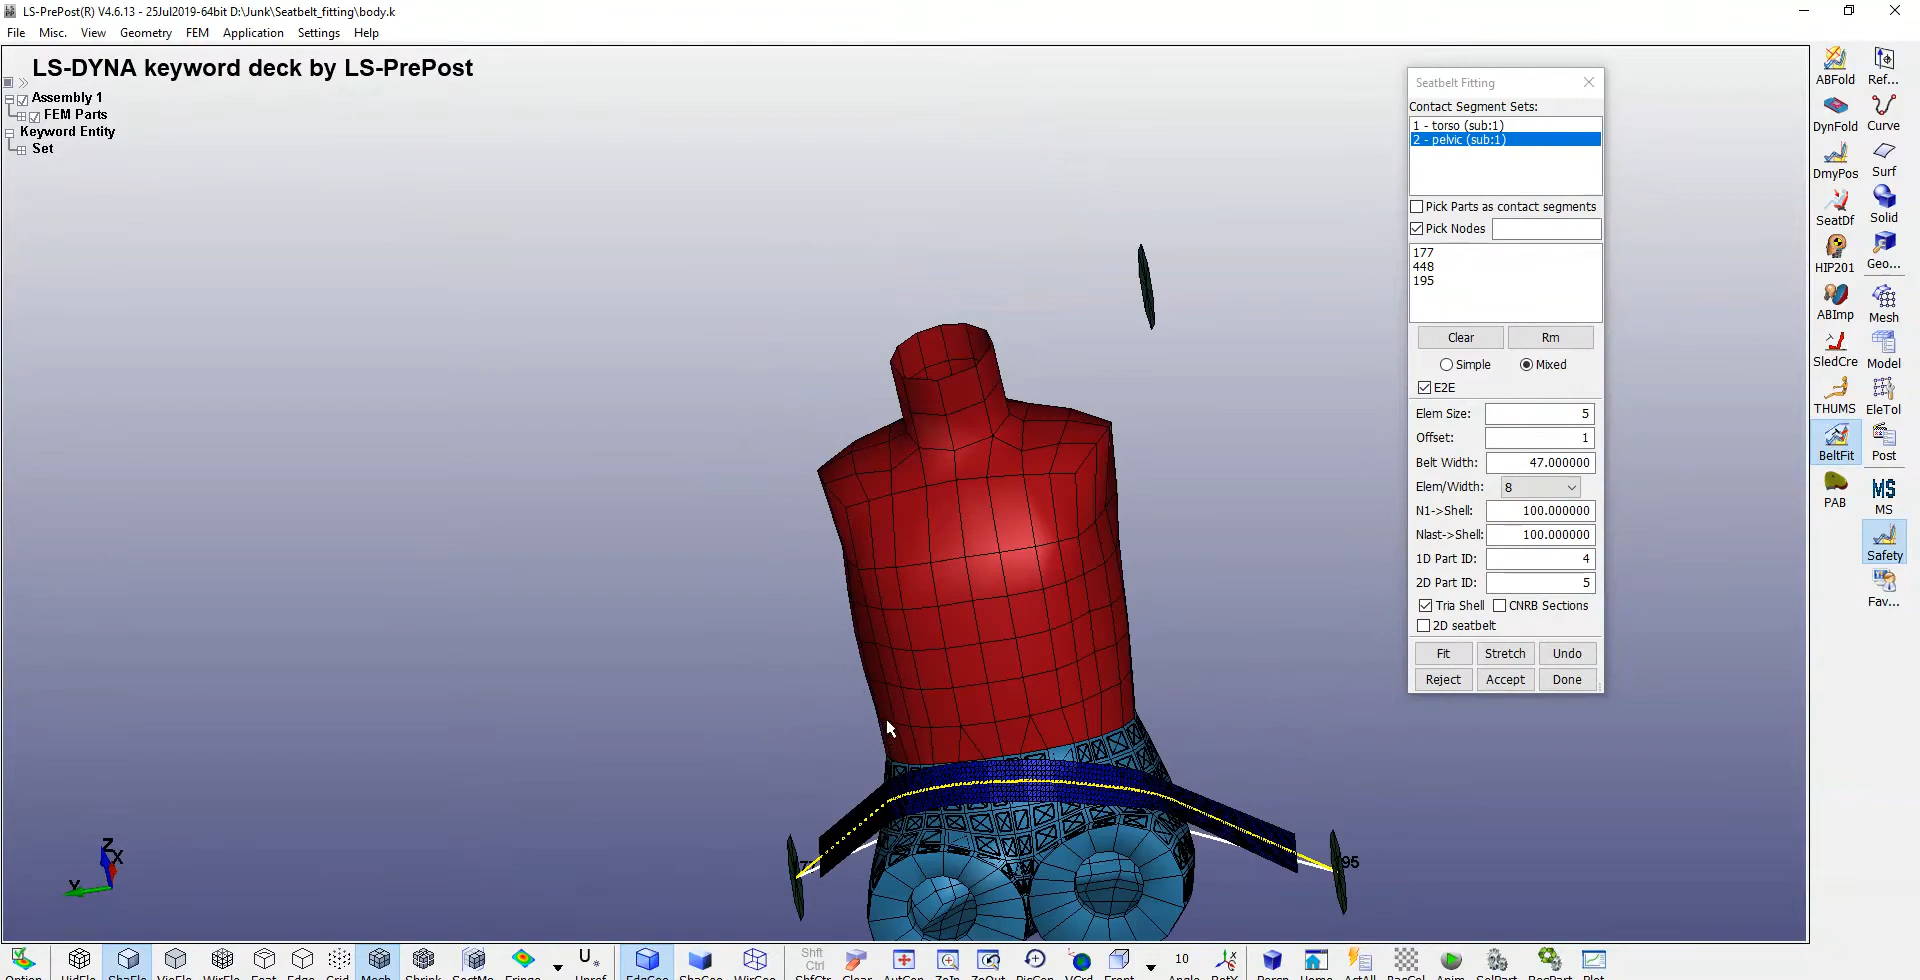 LS-PrePost(R) V4.6.13 - 25Jul2019-64bit D:\Junk\Seatbelt_fitting\body.k
File Misc. View Geometry FEM Application Settings Help
LS-DYNA keyword deck by LS-PrePost
Assembly 1
FEM Parts
Keyword Entity
Set
Seatbelt Fitting
Contact Segment Sets:
1 - torso (sub:1)
2 - pelvic (sub:1)
Pick Parts as contact segments
Pick Nodes
177
448
195
Clear Rm
Simple Mixed
E2E
Elem Size: 5
Offset: 1
Belt Width: 47.000000
Elem/Width: 8
N1->Shell: 100.000000
Nlast->Shell: 100.000000
1D Part ID: 4
2D Part ID: 5
Tria Shell CNRB Sections
2D seatbelt
Fit Stretch Undo
Reject Accept Done
ABFold Ref...
DynFold Curve
DmyPos Surf
SeatDf Solid
HIP201 Geo...
ABImp Mesh
SledCre Model
THUMS EleTol
BeltFit Post
PAB MS
MS
Safety
Fav...
95
Z
X
Y
Shft
Ctrl
U
10